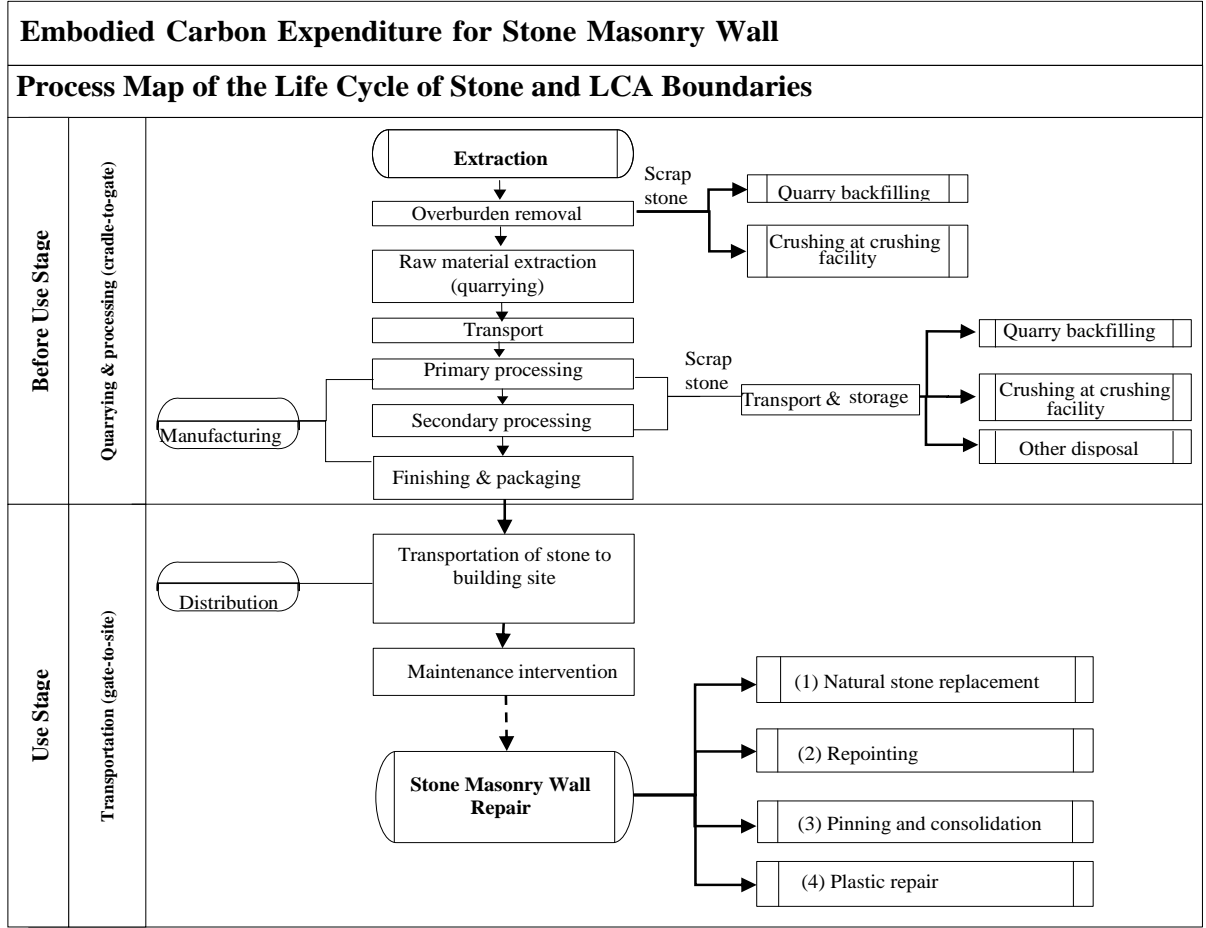 Embodied Carbon Expenditure for Stone Masonry Wall
Process Map of the Life Cycle of Stone and LCA Boundaries
Before Use Stage
Quarrying & processing (cradle-to-gate)
Extraction
Overburden removal
Scrap
stone
Quarry backfilling
Crushing at crushing
facility
Raw material extraction
(quarrying)
Transport
Primary processing
Secondary processing
Manufacturing
Finishing & packaging
Scrap
stone
Transport & storage
Quarry backfilling
Crushing at crushing
facility
Other disposal
Use Stage
Transportation (gate-to-site)
Transportation of stone to
building site
Distribution
Maintenance intervention
Stone Masonry Wall
Repair
(1) Natural stone replacement
(2) Repointing
(3) Pinning and consolidation
(4) Plastic repair